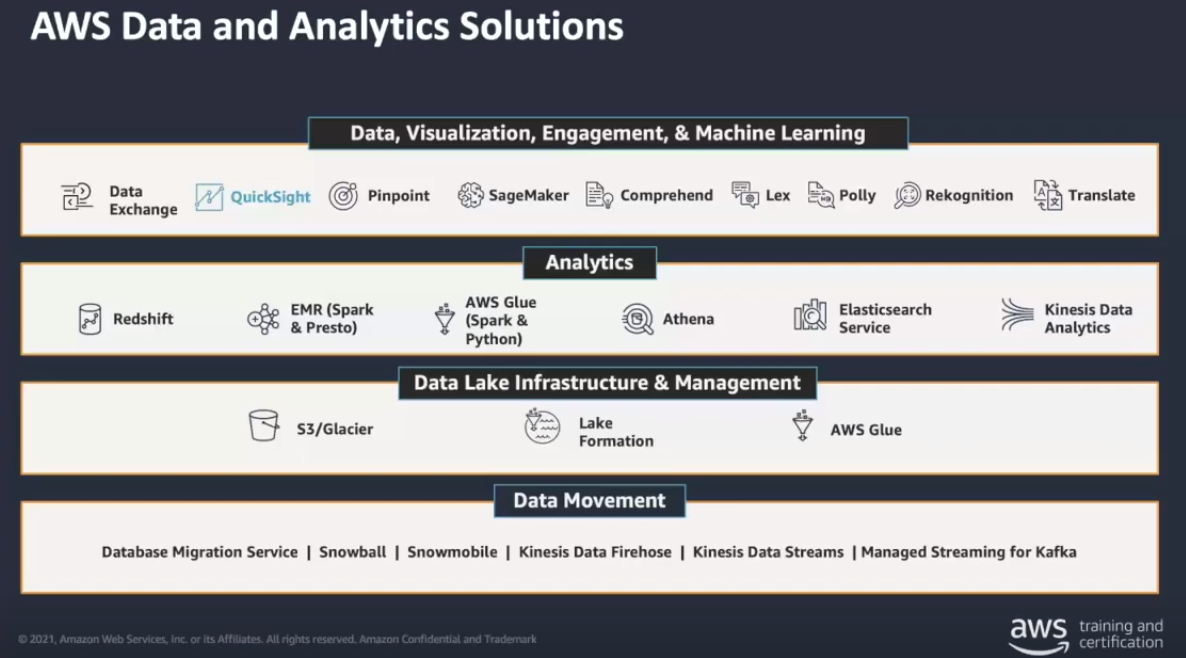 AWS Data and Analytics Solutions
Data, Visualization, Engagement, & Machine Learning
Data
Exchange
QuickSight
Pinpoint
SageMaker
Comprehend
Lex
Polly
Rekognition
Translate
Analytics
Redshift
EMR (Spark
& Presto)
AWS Glue
(Spark &
Python)
Athena
Elasticsearch
Service
Kinesis Data
Analytics
Data Lake Infrastructure & Management
S3/Glacier
Lake
Formation
AWS Glue
Data Movement
Database Migration Service | Snowball | Snowmobile | Kinesis Data Firehose | Kinesis Data Streams | Managed Streaming for Kafka
© 2021, Amazon Web Services, Inc. or its Affiliates. All rights reserved. Amazon Confidential and Trademark
aws training and
certification